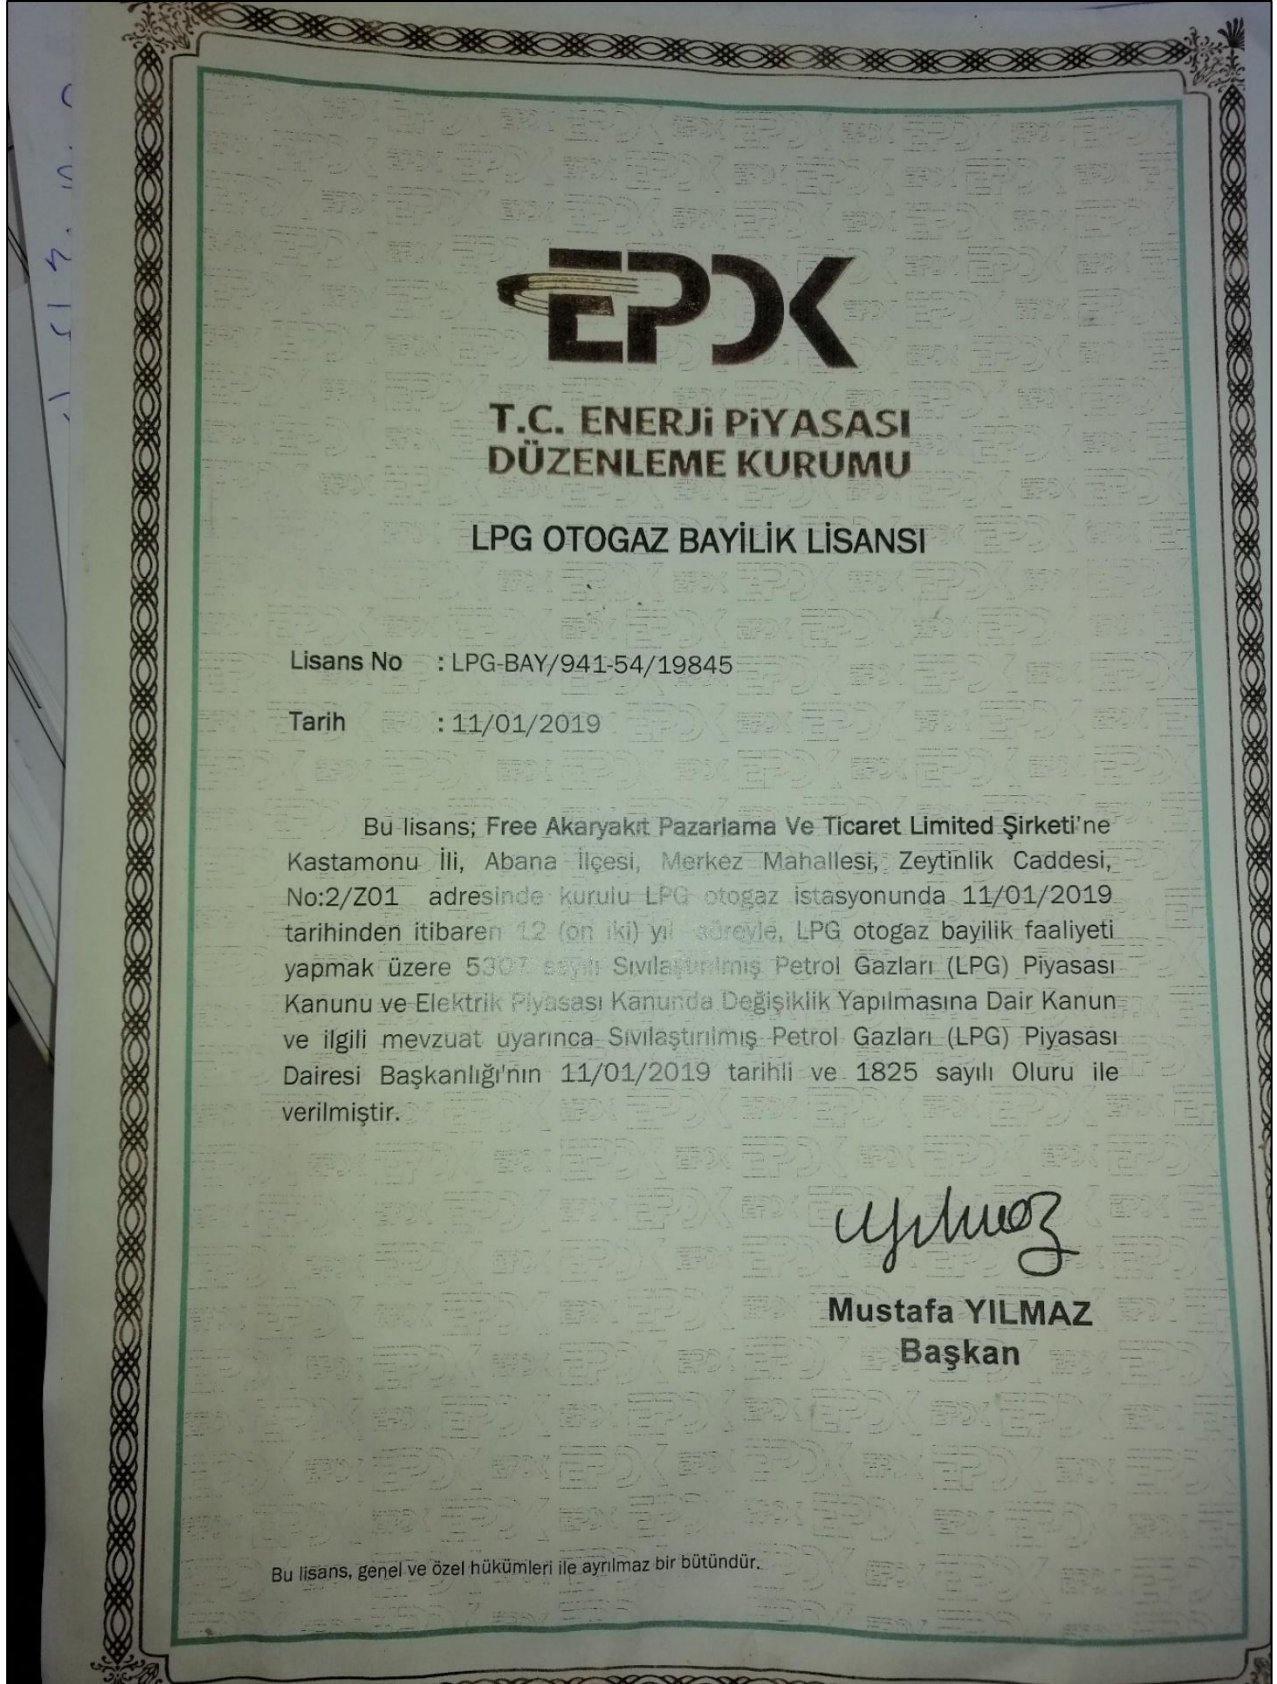 EPDK
T.C. ENERJİ PİYASASI
DÜZENLEME KURUMU
LPG OTOGAZ BAYİLİK LİSANSI
Lisans No : LPG-BAY/941-54/19845
Tarih : 11/01/2019
Bu lisans; Free Akaryakıt Pazarlama Ve Ticaret Limited Şirketi'ne
Kastamonu İli, Abana İlçesi, Merkez Mahallesi, Zeytinlik Caddesi,
No:2/Z01 adresinde kurulu LPG otogaz istasyonunda 11/01/2019
tarihinden itibaren 12 (on iki) yıl süreyle, LPG otogaz bayilik faaliyeti
yapmak üzere 5307 sayılı Sıvılaştırılmış Petrol Gazları (LPG) Piyasası
Kanunu ve Elektrik Piyasası Kanunda Değişiklik Yapılmasına Dair Kanun
ve ilgili mevzuat uyarınca Sıvılaştırılmış Petrol Gazları (LPG) Piyasası
Dairesi Başkanlığı'nın 11/01/2019 tarihli ve 1825 sayılı Oluru ile
verilmiştir.
Mustafa YILMAZ
Başkan
Bu lisans, genel ve özel hükümleri ile ayrılmaz bir bütündür.